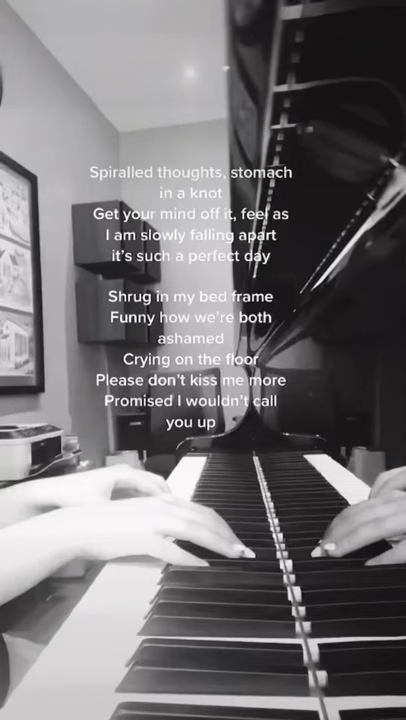 Spiralled thoughts, stomach
in a knot
Get your mind off it, feel as
I am slowly falling apart
it's such a perfect day
Shrug in my bed frame
Funny how we're both
ashamed
Crying on the floor
Please don't kiss me more
Promised I wouldn't call
you up